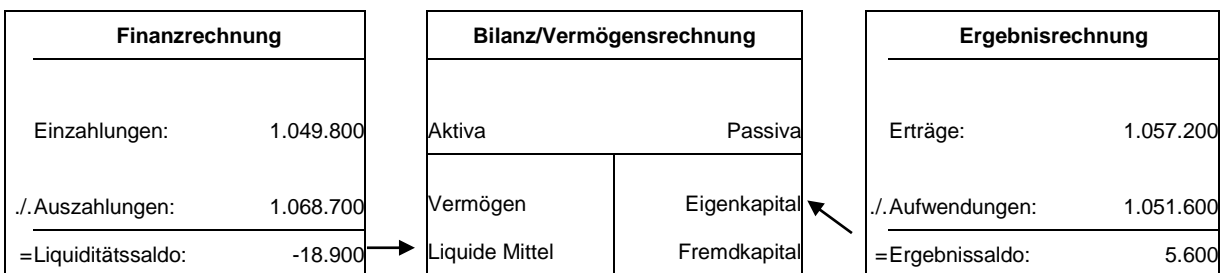 Finanzrechnung
Einzahlungen: 1.049.800
./. Auszahlungen: 1.068.700
= Liquiditätssaldo: -18.900
Bilanz/Vermögensrechnung
Aktiva Passiva
Vermögen Eigenkapital
Liquide Mittel Fremdkapital
Ergebnisrechnung
Erträge: 1.057.200
./. Aufwendungen: 1.051.600
= Ergebnissaldo: 5.600